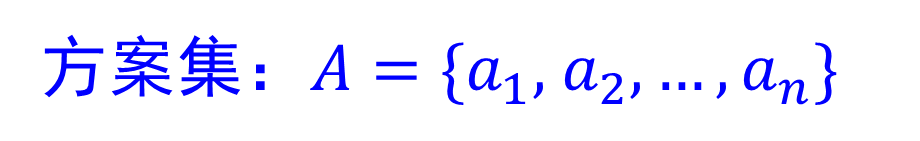 方案集：𝐴 = {𝑎₁, 𝑎₂, … , 𝑎ₙ}